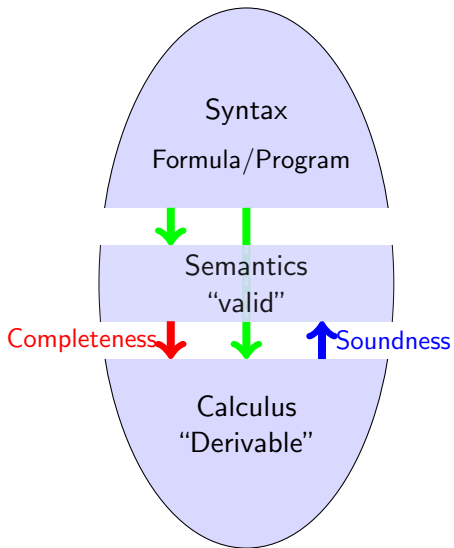 Syntax
Formula/Program
Semantics
“valid”
Completeness
Soundness
Calculus
“Derivable”